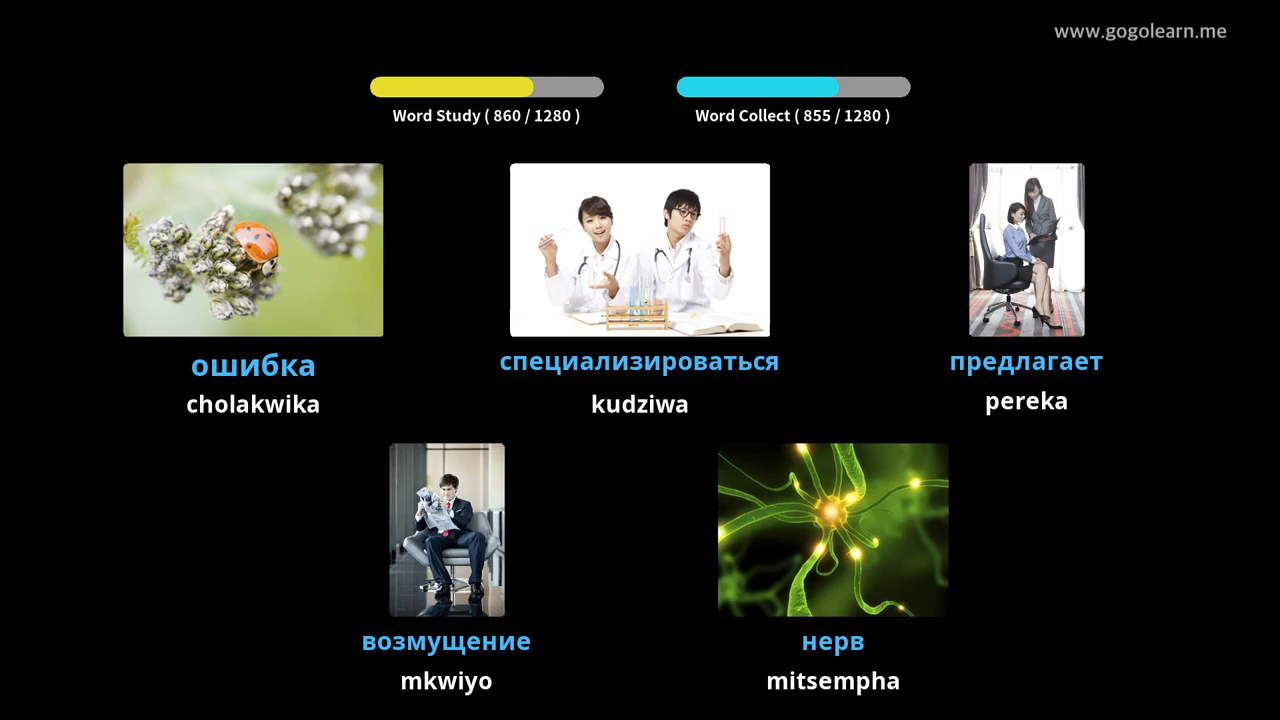 www.gogolearn.me
Word Study ( 860 / 1280 )
Word Collect ( 855 / 1280 )
ошибка
cholakwika
специализироваться
kudziwa
предлагает
pereka
возмущение
mkwiyo
нерв
mitsempha